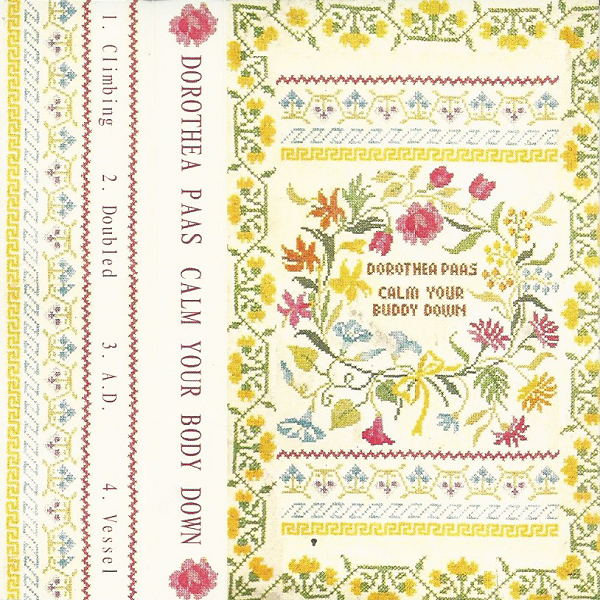 1. Climbing 2. Doubled 3. A.D. 4. Vessel
DOROTHEA PAAS CALM YOUR BODY DOWN
DOROTHEA PAAS
CALM YOUR
BUDDY DOWN